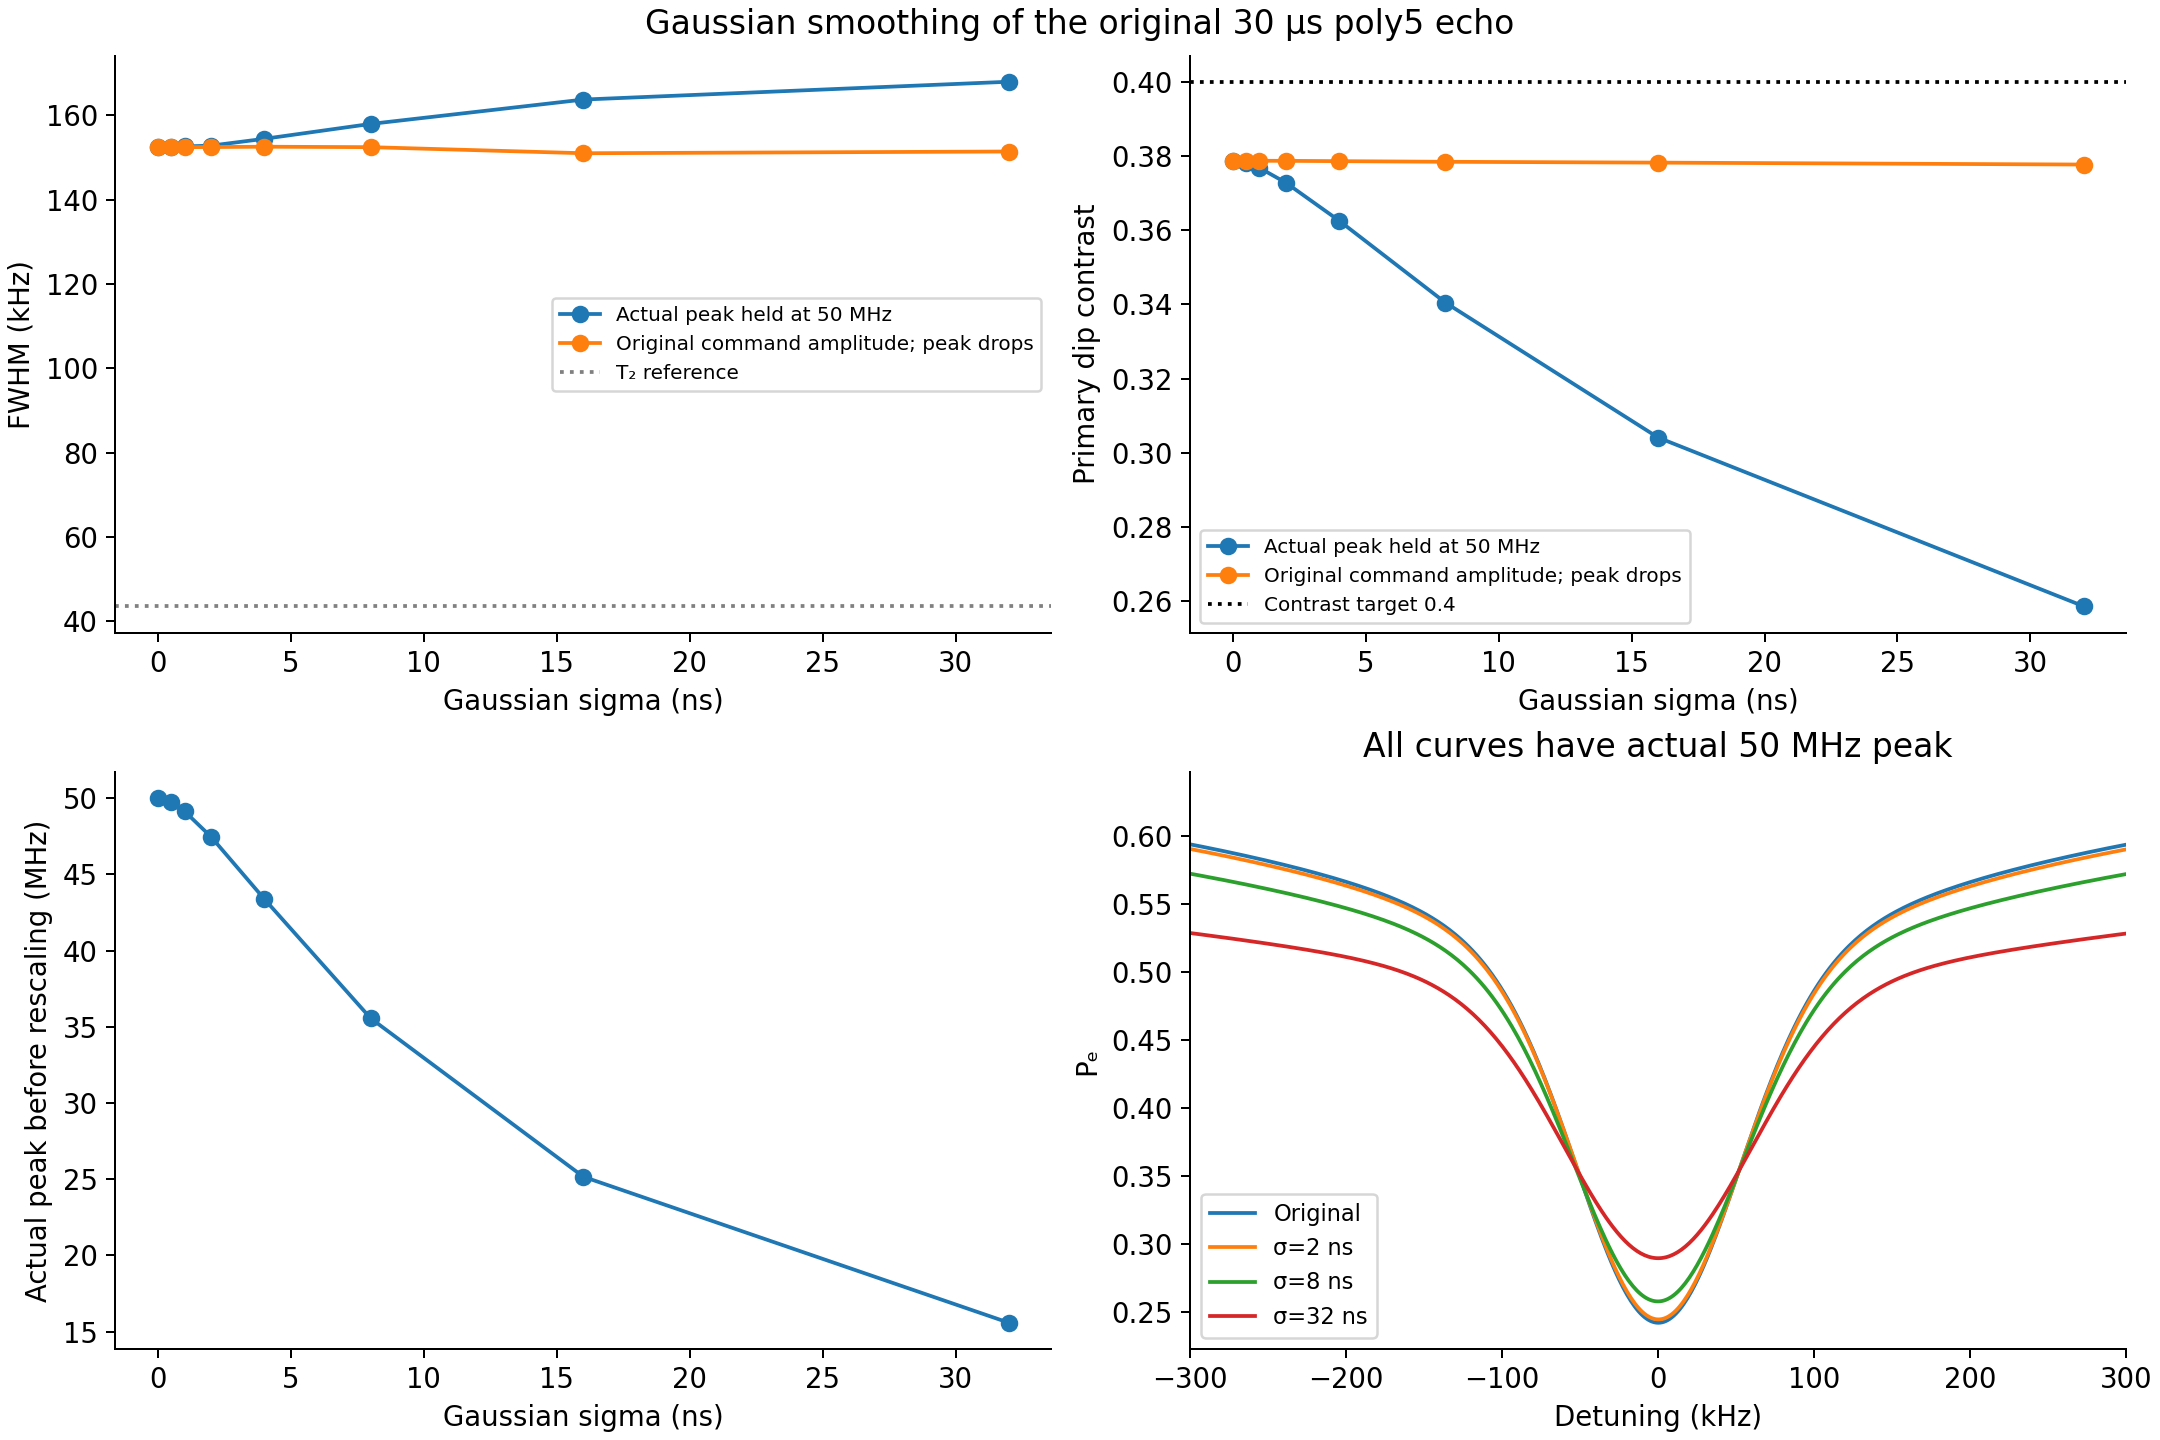 Gaussian smoothing of the original 30 μs poly5 echo
FWHM (kHz)
160
140
120
100
80
60
40
Actual peak held at 50 MHz
Original command amplitude; peak drops
T₂ reference
0 5 10 15 20 25 30
Gaussian sigma (ns)
Primary dip contrast
0.40
0.38
0.36
0.34
0.32
0.30
0.28
0.26
Actual peak held at 50 MHz
Original command amplitude; peak drops
Contrast target 0.4
0 5 10 15 20 25 30
Gaussian sigma (ns)
Actual peak before rescaling (MHz)
50
45
40
35
30
25
20
15
0 5 10 15 20 25 30
Gaussian sigma (ns)
All curves have actual 50 MHz peak
Pₑ
0.60
0.55
0.50
0.45
0.40
0.35
0.30
0.25
Original
σ=2 ns
σ=8 ns
σ=32 ns
−300 −200 −100 0 100 200 300
Detuning (kHz)